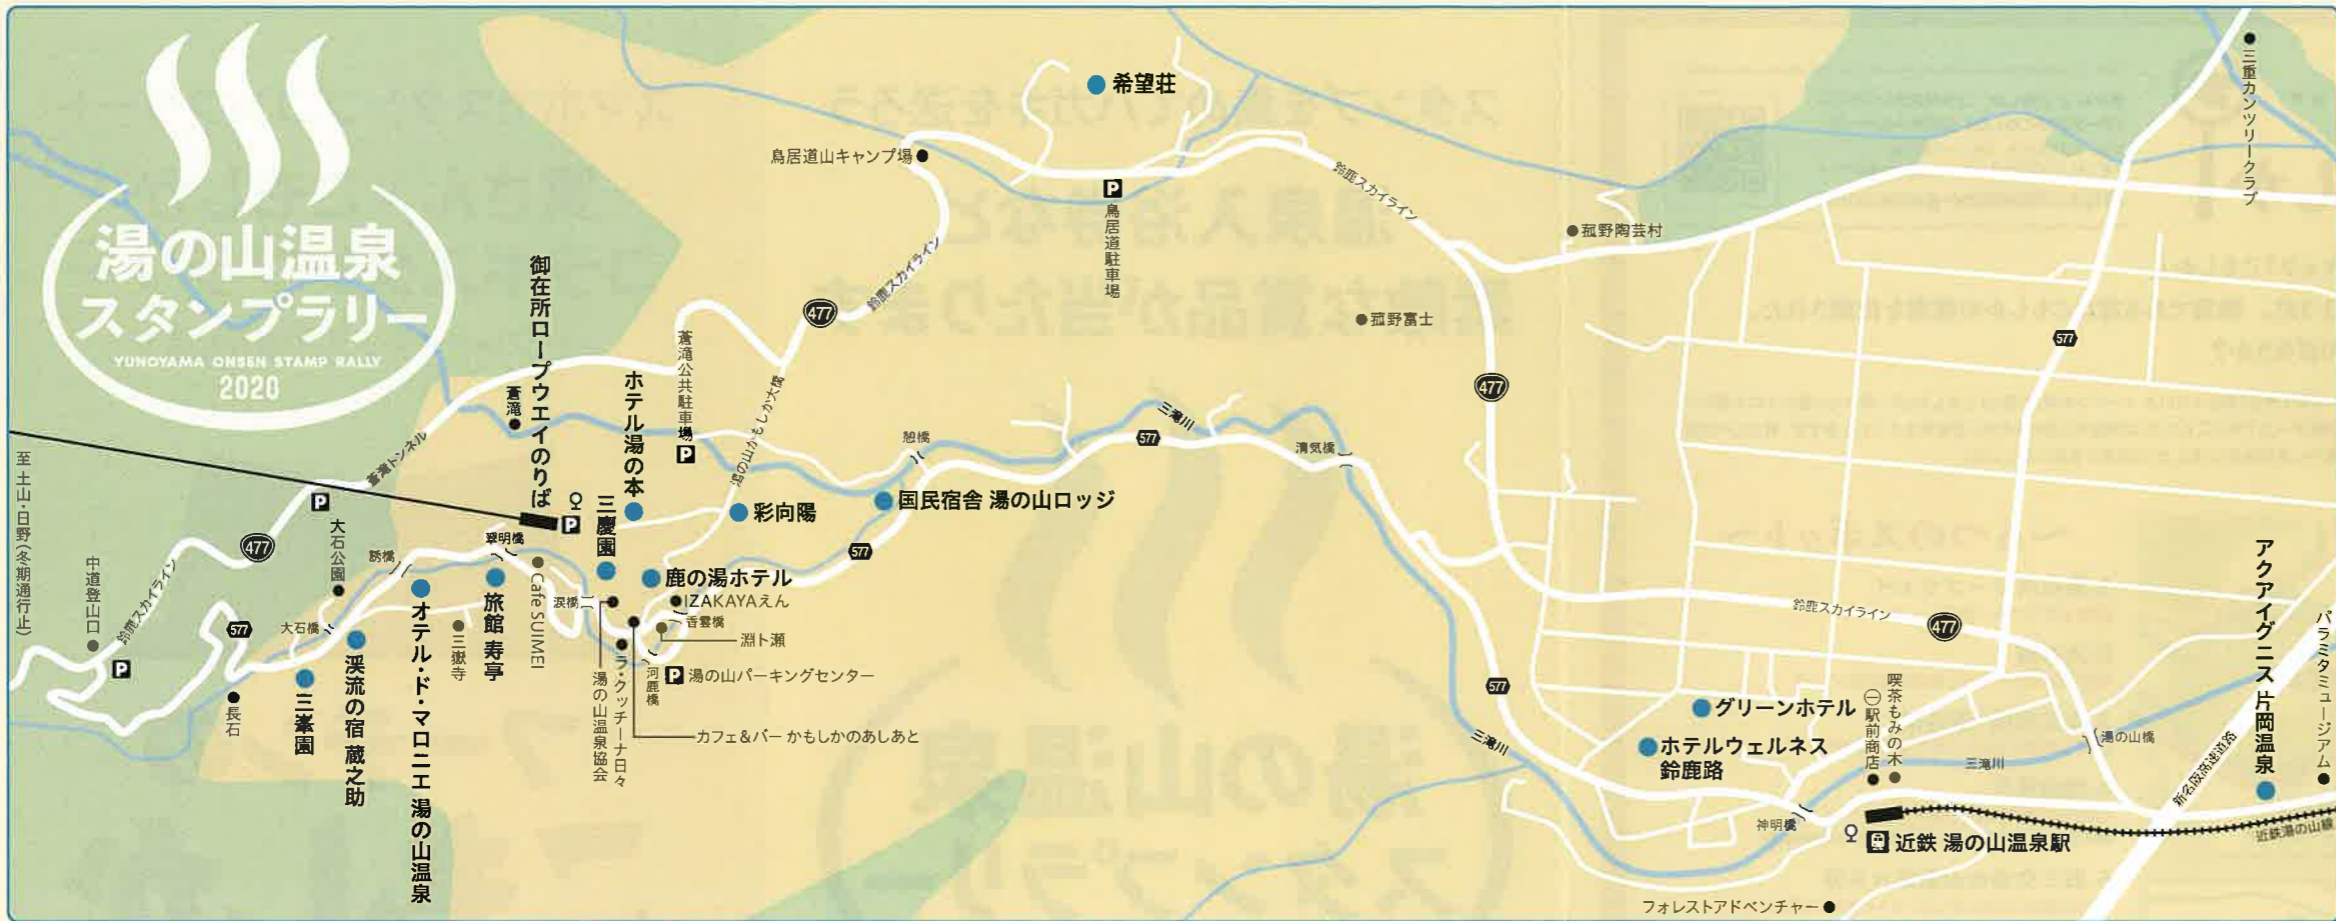 湯の山温泉
スタンプラリー
YUNOYAMA ONSEN STAMP RALLY
2020
希望荘
鳥居道山キャンプ場
P
鳥居道駐車場
鈴鹿スカイライン
菰野陶芸村
三重カンツリークラブ
菰野富士
477
鈴鹿スカイライン
577
477
御在所ロープウエイのりば
蒼滝
ホテル湯の本
蒼滝公共駐車場
P
湯の山かもしか大橋
憩橋
三滝川
577
清気橋
至 土山・日野(冬期通行止)
蒼滝トンネル
P
大石公園
477
鈴鹿スカイライン
中道登山口
P
577
大石橋
長石
三峯園
渓流の宿 蔵之助
誘橋
オテル・ド・マロニエ 湯の山温泉
三嶽寺
翠明橋
旅館 寿亭
Cafe SUIMEI
P
三慶園
涙橋
彩向陽
国民宿舎 湯の山ロッジ
577
鹿の湯ホテル
IZAKAYAえん
香雲橋
淵ト瀬
河鹿橋
P 湯の山パーキングセンター
湯の山温泉協会
ラ・クッチーナ日々
カフェ&バー かもしかのあしあと
鈴鹿スカイライン
477
577
三滝川
グリーンホテル
ホテルウェルネス
鈴鹿路
㊀駅前商店
喫茶もみの木
三滝川
湯の山橋
新名阪高速道路
アクアイグニス 片岡温泉
パラミタミュージアム
神明橋
近鉄 湯の山温泉駅
近鉄湯の山線
フォレストアドベンチャー